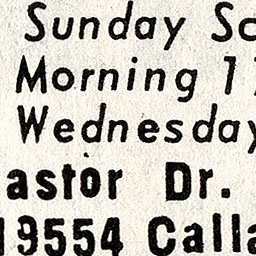 Sunday Sc
Morning 11
Wednesday
astor Dr.
19554 Calla